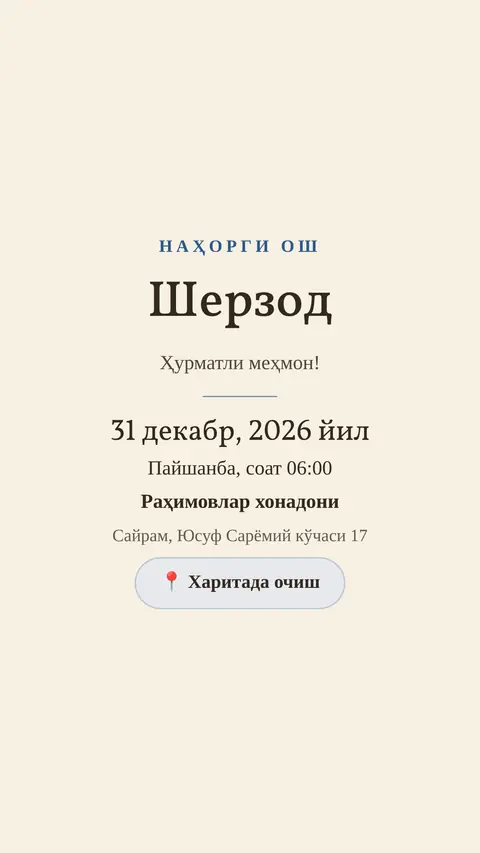 НАҲОРГИ ОШ
Шерзод
Ҳурматли меҳмон!
31 декабр, 2026 йил
Пайшанба, соат 06:00
Раҳимовлар хонадони
Сайрам, Юсуф Сарёмий кўчаси 17
📍 Харитада очиш